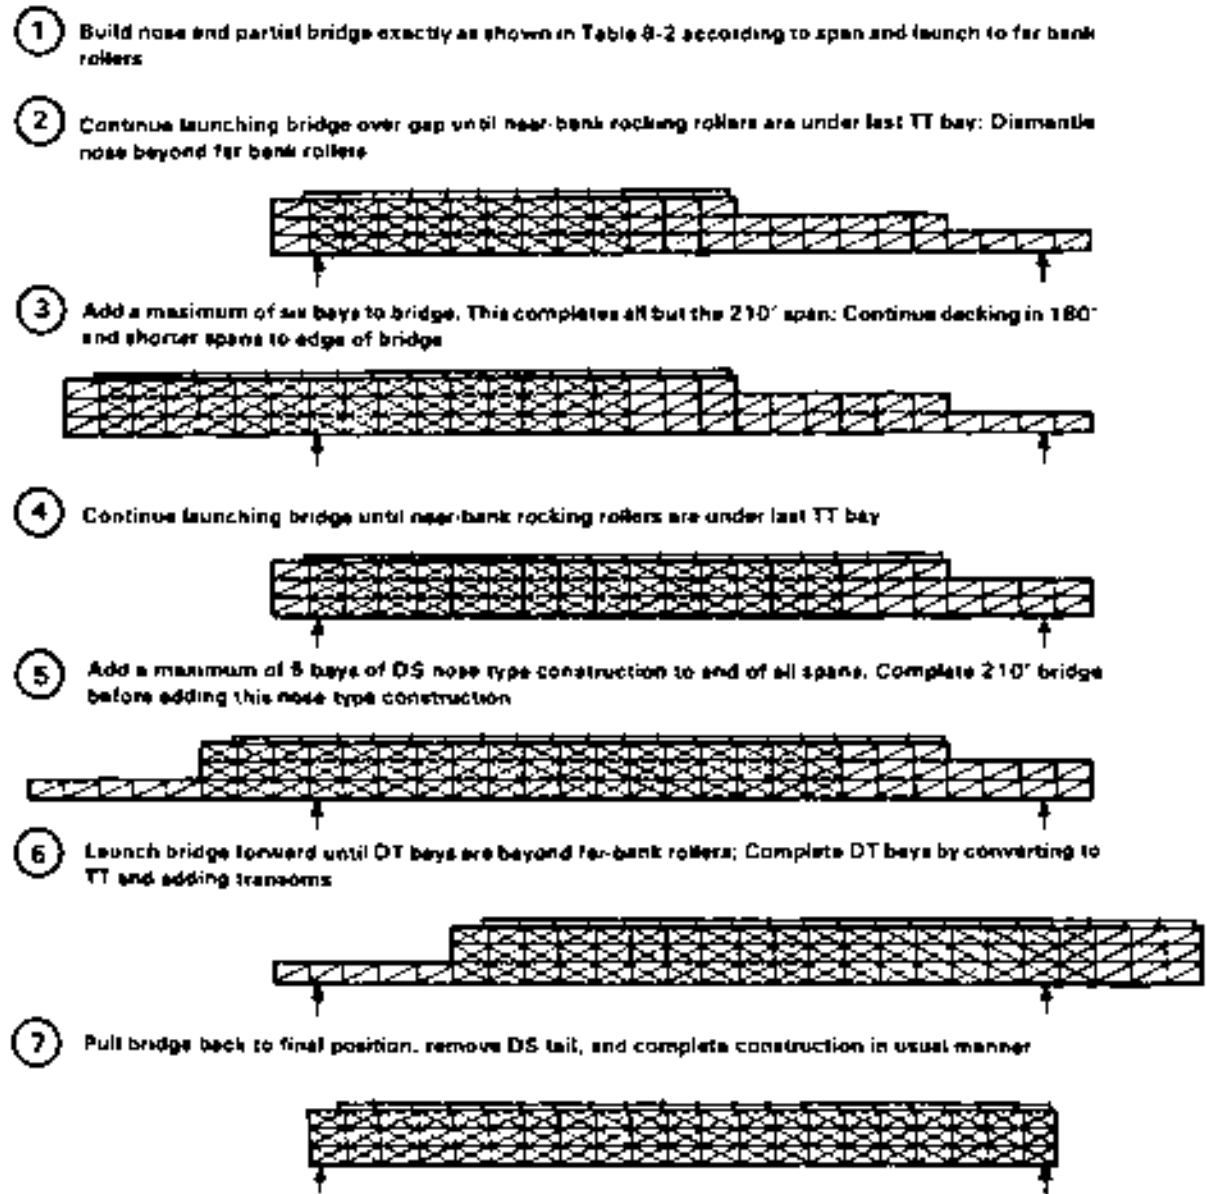 1 Build nose and partial bridge exactly as shown in Table 8-2 according to span and launch to far bank
rollers
2 Continue launching bridge over gap until near-bank rocking rollers are under last TT bay; Dismantle
nose beyond far bank rollers
3 Add a maximum of six bays to bridge. This completes all but the 210' span; Continue decking in 180'
and shorter spans to edge of bridge
4 Continue launching bridge until near-bank rocking rollers are under last TT bay
5 Add a maximum of 5 bays of DS nose type construction to end of all spans. Complete 210' bridge
before adding this nose type construction
6 Launch bridge forward until DT bays are beyond far-bank rollers; Complete DT bays by converting to
TT and adding transoms
7 Pull bridge back to final position, remove DS tail, and complete construction in usual manner